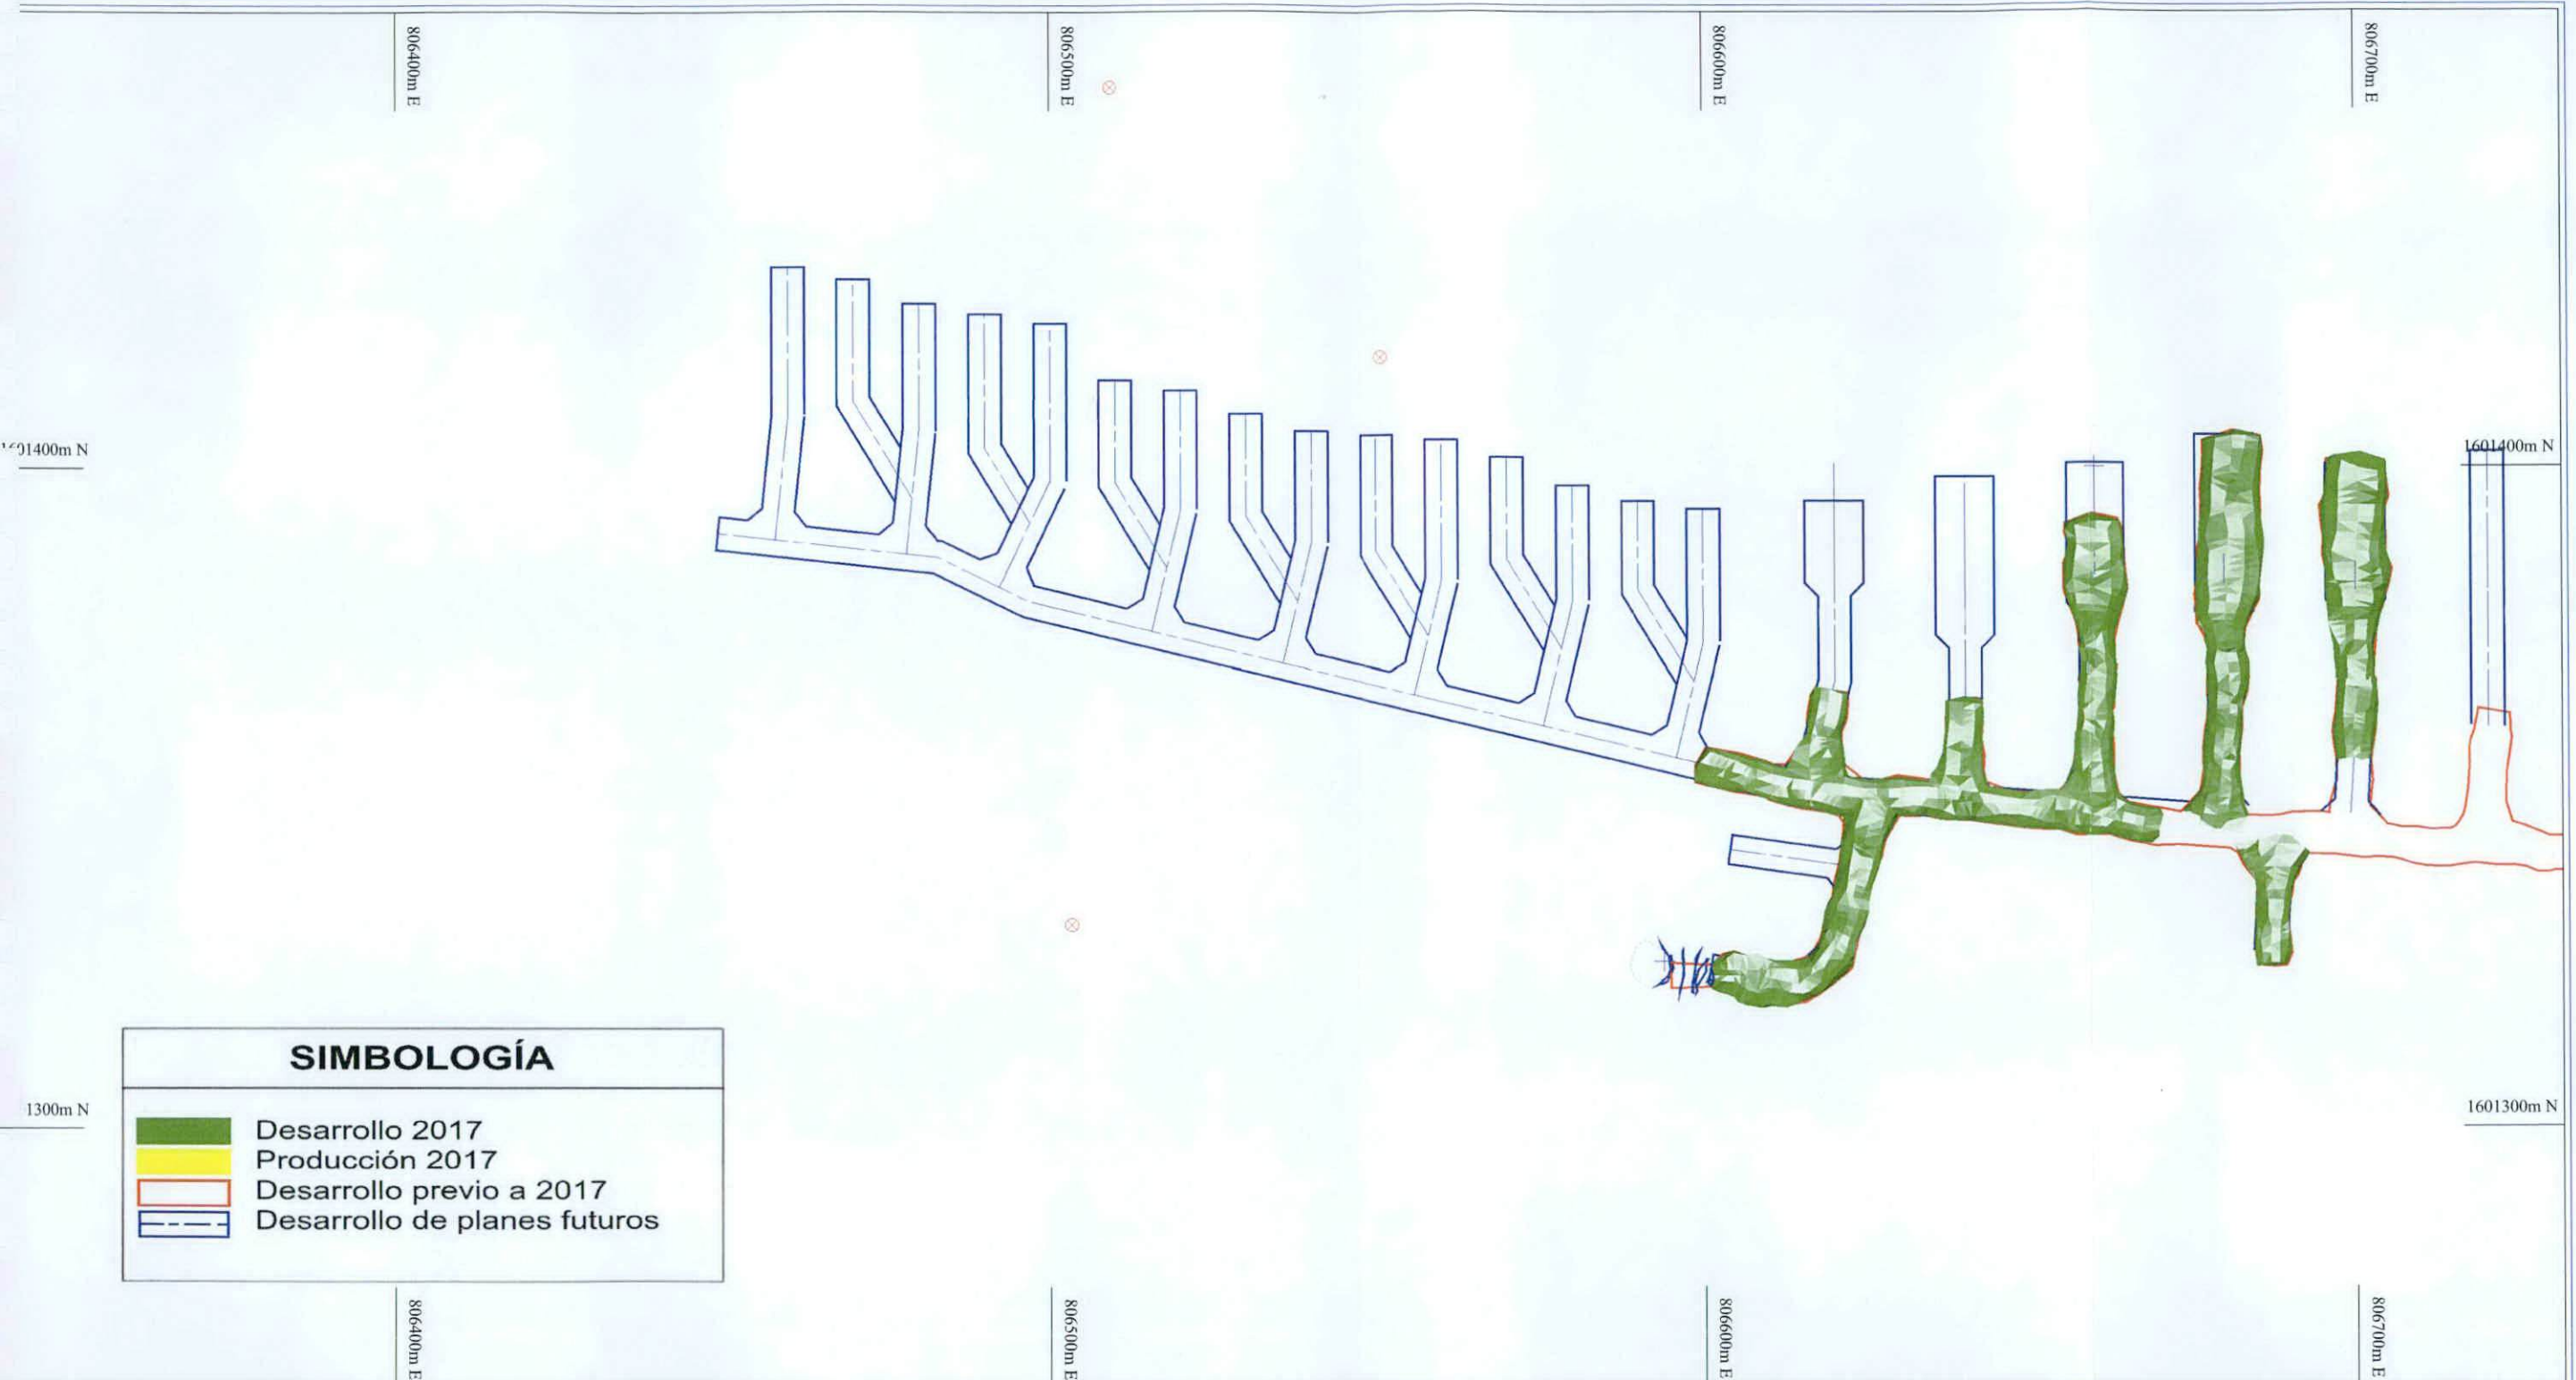 806400m E
806500m E
806600m E
806700m E
01400m N
1601400m N
1300m N
1601300m N
SIMBOLOGÍA
Desarrollo 2017
Producción 2017
Desarrollo previo a 2017
Desarrollo de planes futuros
806400m E
806500m E
806600m E
806700m E